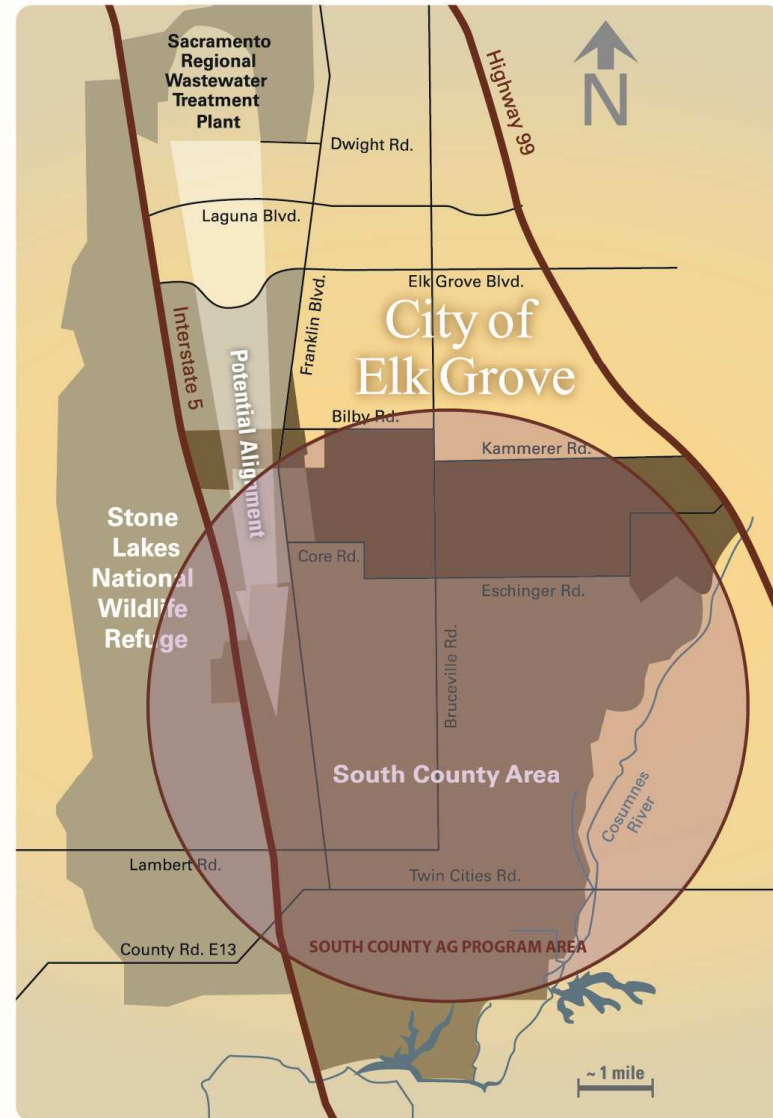 Sacramento
Regional
Wastewater
Treatment
Plant
N
Highway 99
Dwight Rd.
Laguna Blvd.
Elk Grove Blvd.
City of
Elk Grove
Interstate 5
Franklin Blvd.
Potential Alignment
Bilby Rd.
Kammerer Rd.
Stone
Lakes
National
Wildlife
Refuge
Core Rd.
Eschinger Rd.
Bruceville Rd.
South County Area
Cosumnes
River
Lambert Rd.
Twin Cities Rd.
County Rd. E13
SOUTH COUNTY AG PROGRAM AREA
~ 1 mile